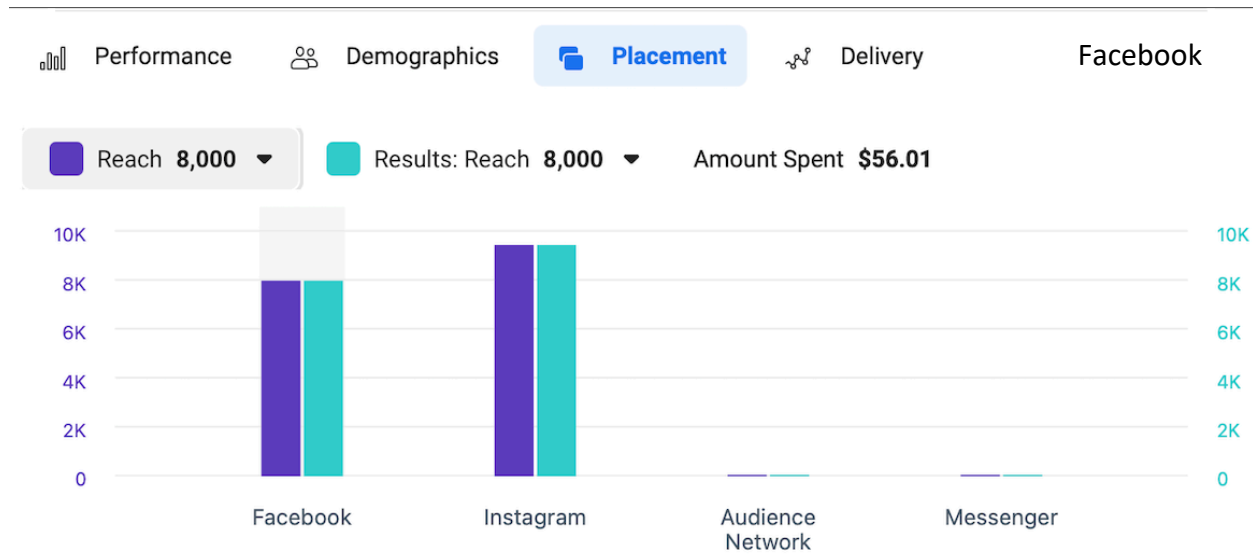 Performance Demographics Placement Delivery Facebook
Reach 8,000 Results: Reach 8,000 Amount Spent $56.01
10K 10K
8K 8K
6K 6K
4K 4K
2K 2K
0 0
Facebook Instagram Audience Messenger
Network